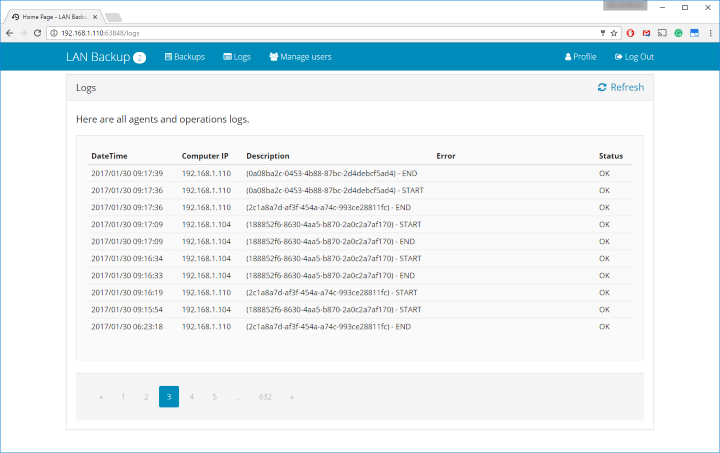 Home Page - LAN Backu
192.168.1.110:63848/logs
LAN Backup 2 Backups Logs Manage users Profile Log Out
Logs Refresh
Here are all agents and operations logs.
DateTime Computer IP Description Error Status
2017/01/30 09:17:39 192.168.1.110 (0a08ba2c-0453-4b88-87bc-2d4debcf5ad4) - END OK
2017/01/30 09:17:36 192.168.1.110 (0a08ba2c-0453-4b88-87bc-2d4debcf5ad4) - START OK
2017/01/30 09:17:36 192.168.1.110 (2c1a8a7d-af3f-454a-a74c-993ce28811fc) - END OK
2017/01/30 09:17:09 192.168.1.104 (188852f6-8630-4aa5-b870-2a0c2a7af170) - START OK
2017/01/30 09:17:09 192.168.1.104 (188852f6-8630-4aa5-b870-2a0c2a7af170) - END OK
2017/01/30 09:16:34 192.168.1.104 (188852f6-8630-4aa5-b870-2a0c2a7af170) - START OK
2017/01/30 09:16:33 192.168.1.104 (188852f6-8630-4aa5-b870-2a0c2a7af170) - END OK
2017/01/30 09:16:19 192.168.1.110 (2c1a8a7d-af3f-454a-a74c-993ce28811fc) - START OK
2017/01/30 09:15:54 192.168.1.104 (188852f6-8630-4aa5-b870-2a0c2a7af170) - START OK
2017/01/30 06:23:18 192.168.1.110 (2c1a8a7d-af3f-454a-a74c-993ce28811fc) - END OK
« 1 2 3 4 5 ... 632 »